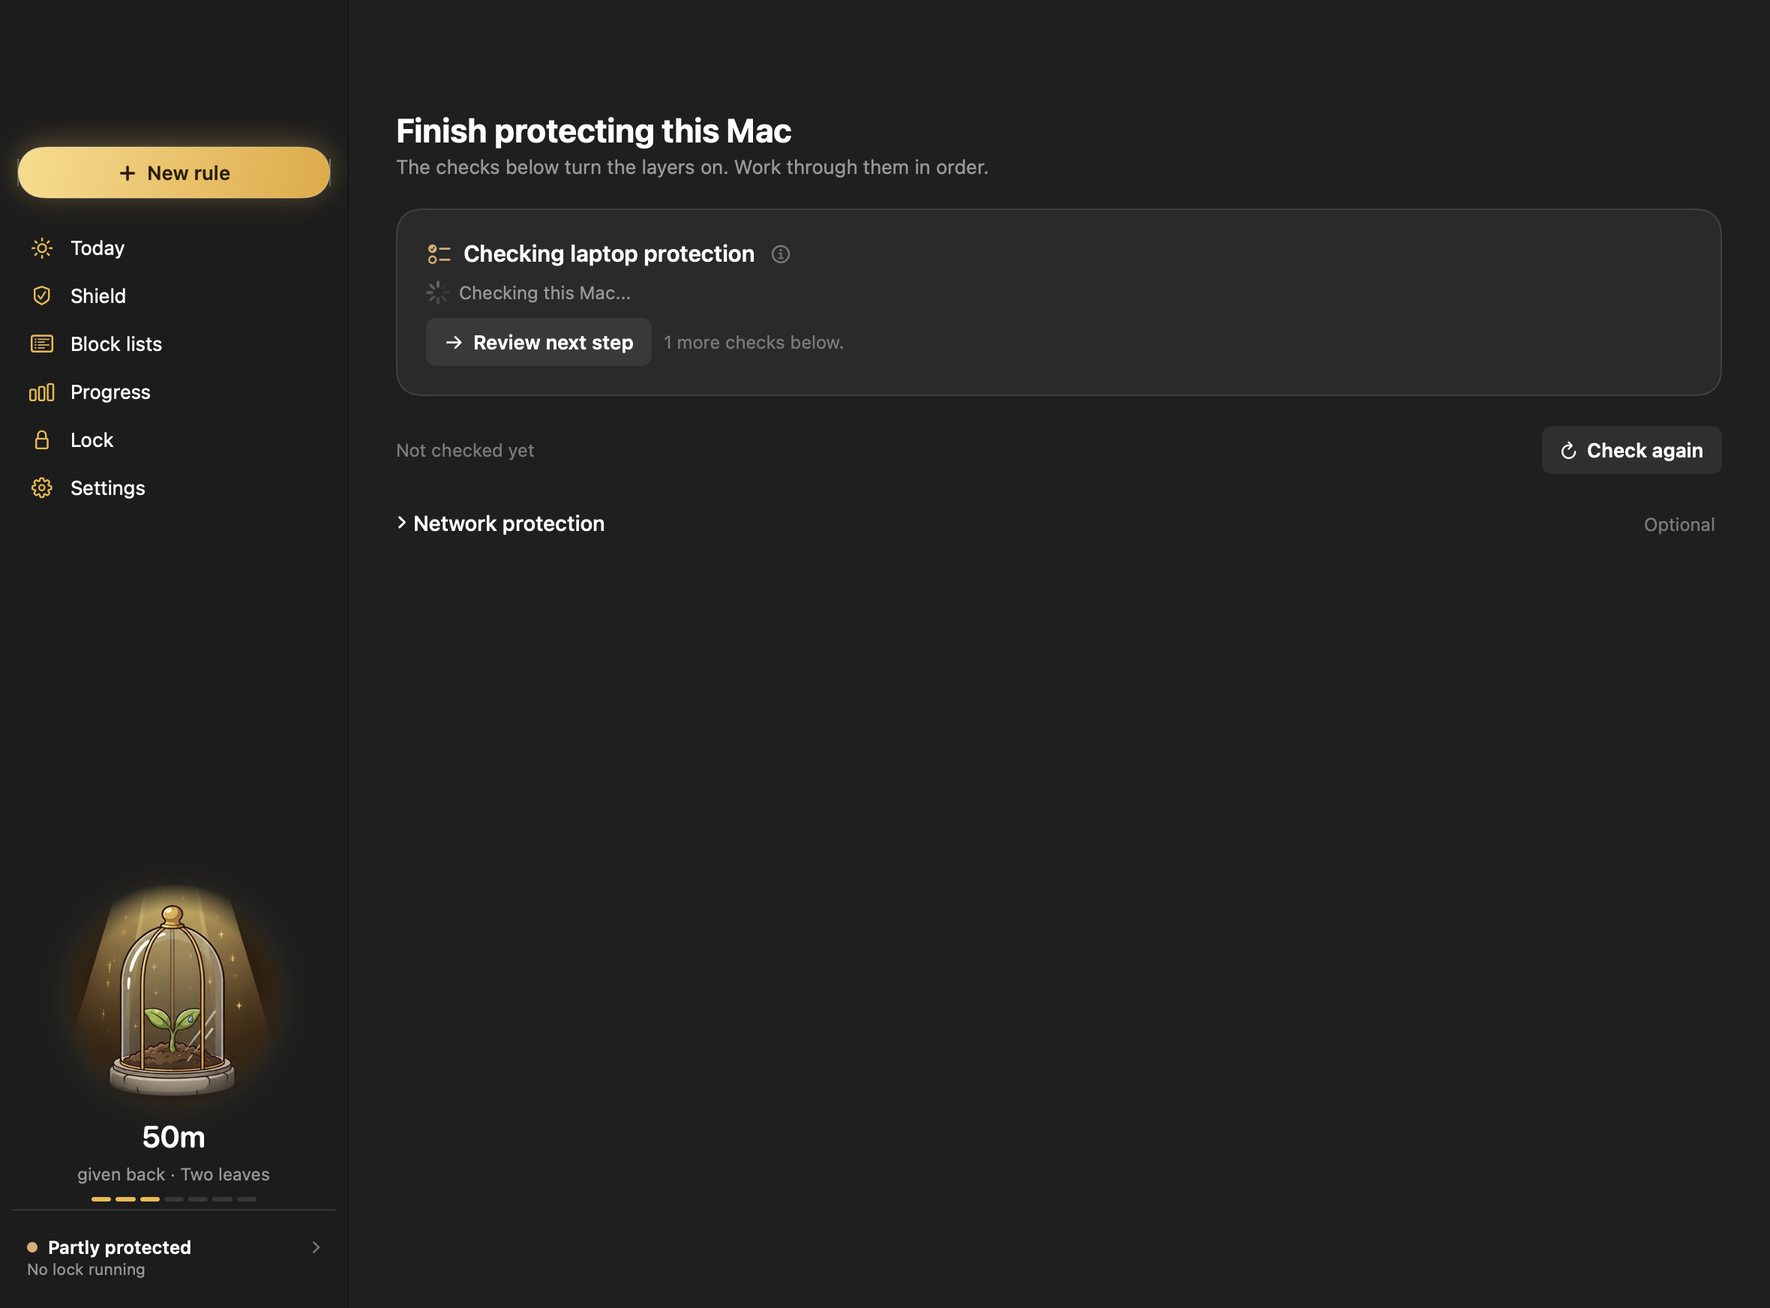 New rule
Today
Shield
Block lists
Progress
Lock
Settings
50m
given back · Two leaves
Partly protected
No lock running
Finish protecting this Mac
The checks below turn the layers on. Work through them in order.
Checking laptop protection
Checking this Mac...
Review next step
1 more checks below.
Not checked yet
Check again
Network protection
Optional